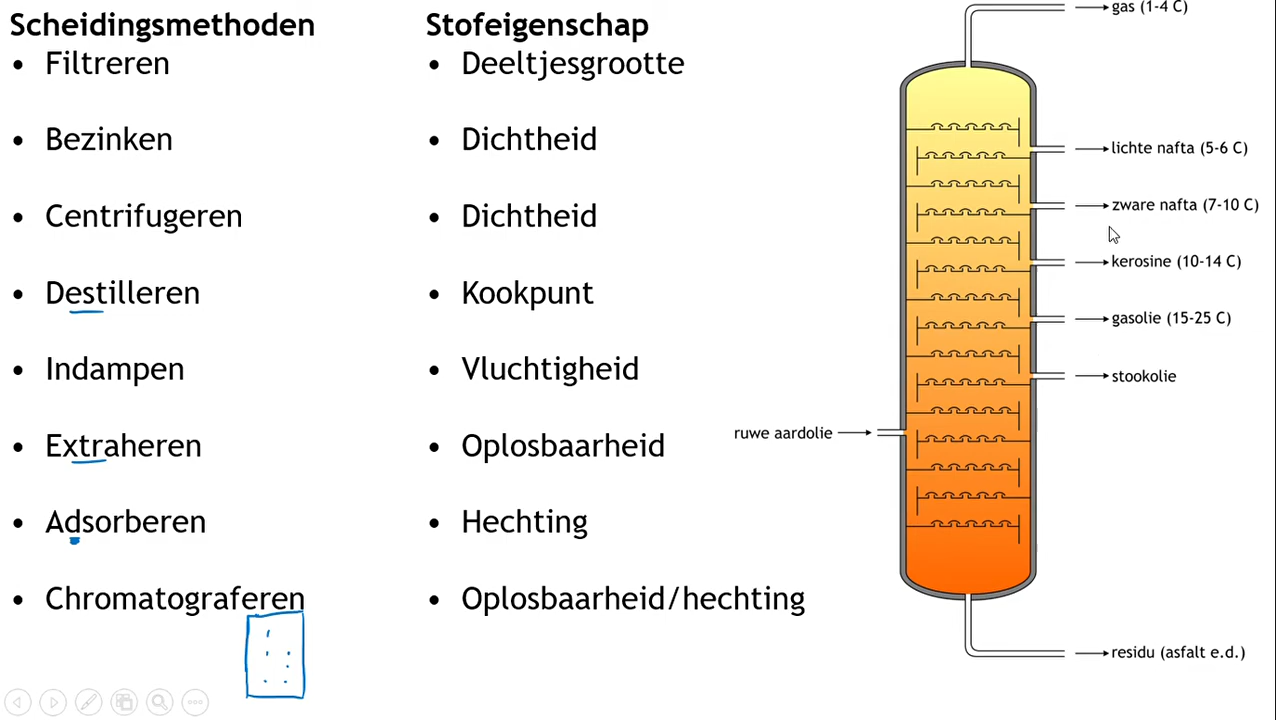 Scheidingsmethoden
• Filtreren
• Bezinken
• Centrifugeren
• Destilleren
• Indampen
• Extraheren
• Adsorberen
• Chromatograferen
Stofeigenschap
• Deeltjesgrootte
• Dichtheid
• Dichtheid
• Kookpunt
• Vluchtigheid
• Oplosbaarheid
• Hechting
• Oplosbaarheid/hechting
gas (1-4 C)
lichte nafta (5-6 C)
zware nafta (7-10 C)
kerosine (10-14 C)
gasolie (15-25 C)
stookolie
ruwe aardolie
residu (asfalt e.d.)